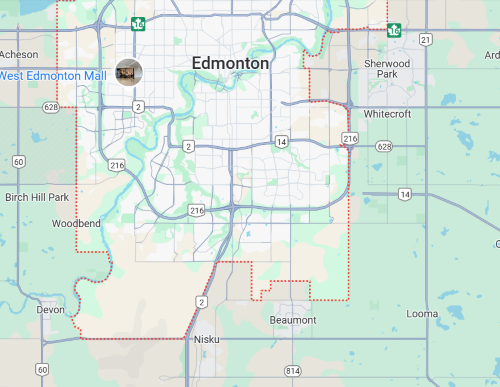 16
16
21
Acheson
Edmonton
Sherwood
Park
Ard
West Edmonton Mall
628
2
Whitecroft
216
14
2
628
60
216
Birch Hill Park
14
216
Woodbend
2
Devon
Looma
Beaumont
Nisku
60
814